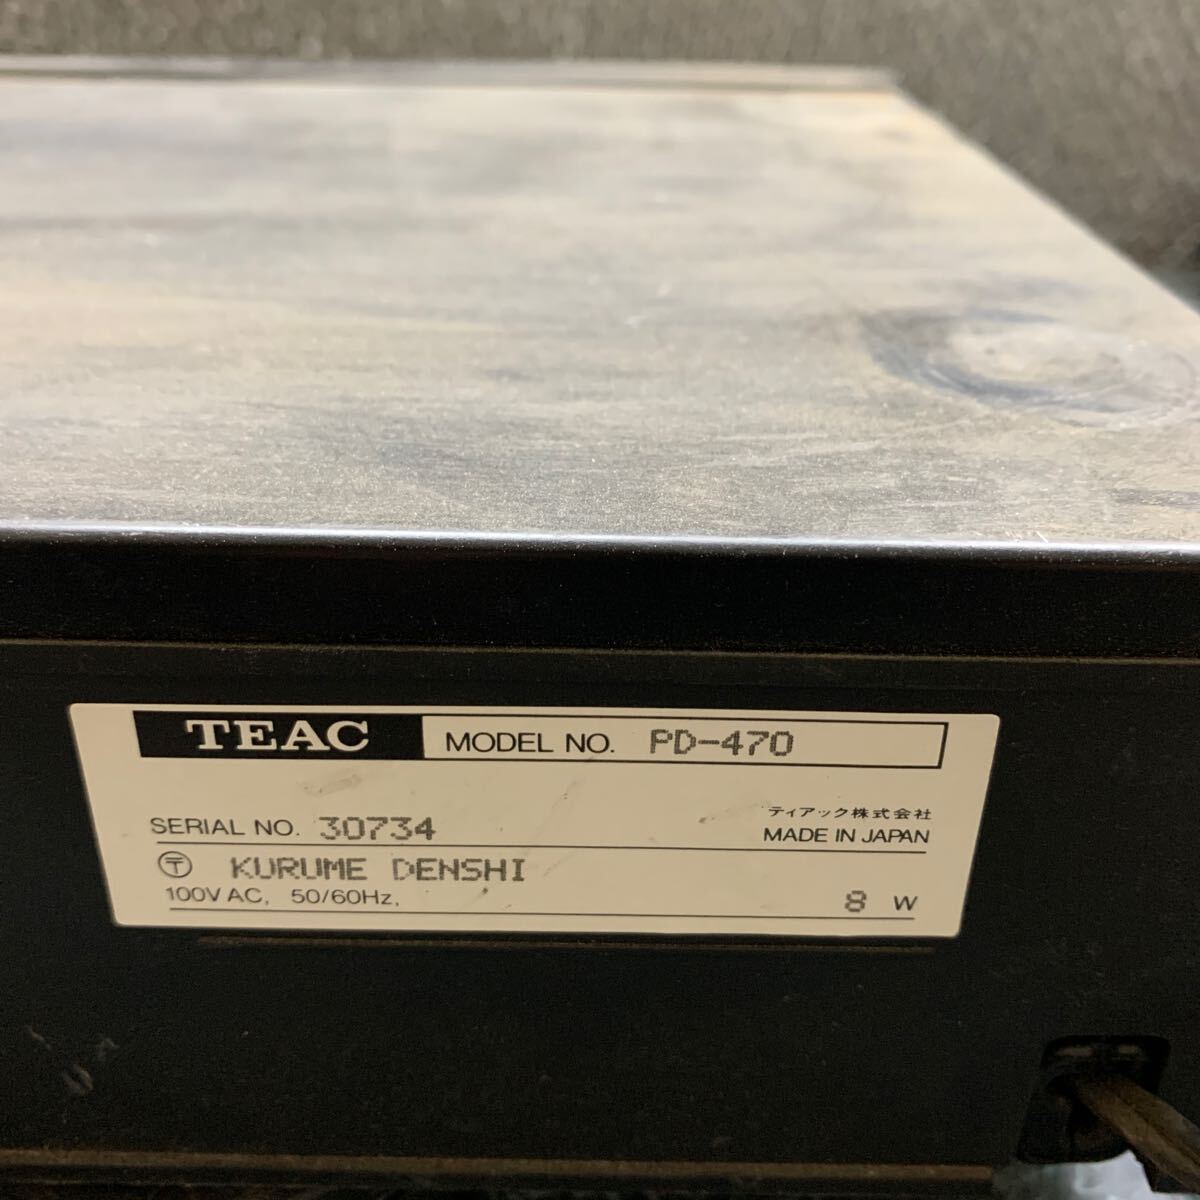 TEAC MODEL NO. PD-470
ティアック株式会社
SERIAL NO. 30734 MADE IN JAPAN
〒 KURUME DENSHI
100V AC, 50/60Hz, 8 W